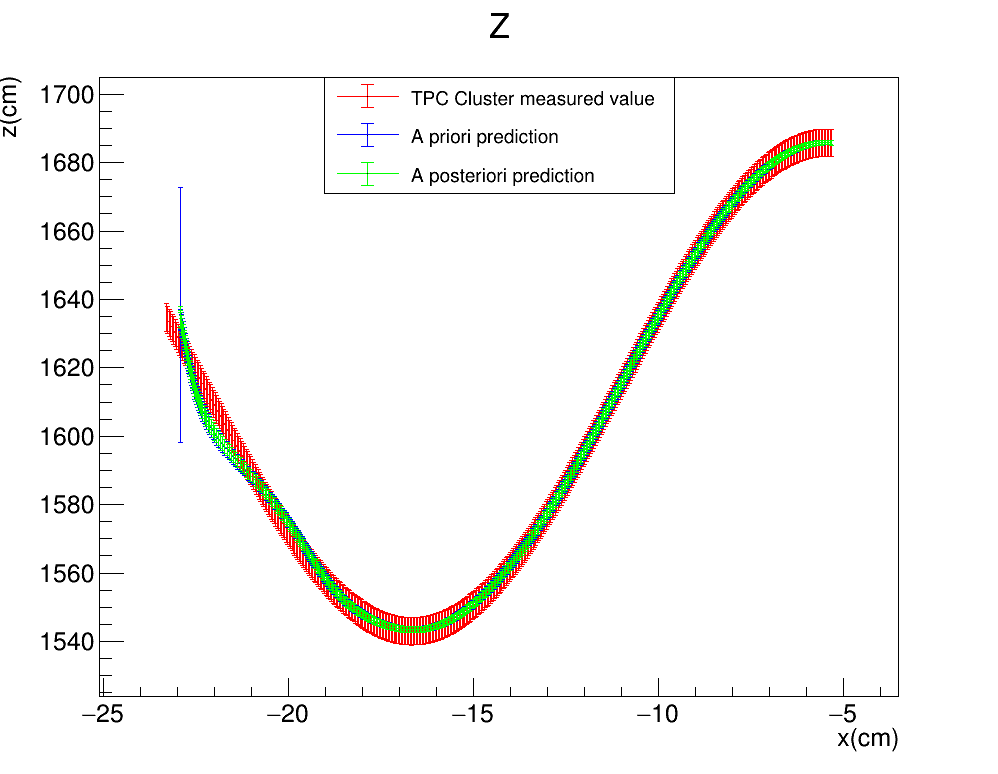 Z
z(cm)
1700
1680
1660
1640
1620
1600
1580
1560
1540
TPC Cluster measured value
A priori prediction
A posteriori prediction
−25 −20 −15 −10 −5
x(cm)